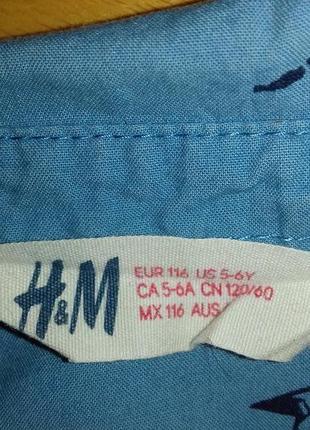 H&M
EUR 116 US 5-6Y
CA 5-6A CN 120/60
MX 116 AUS